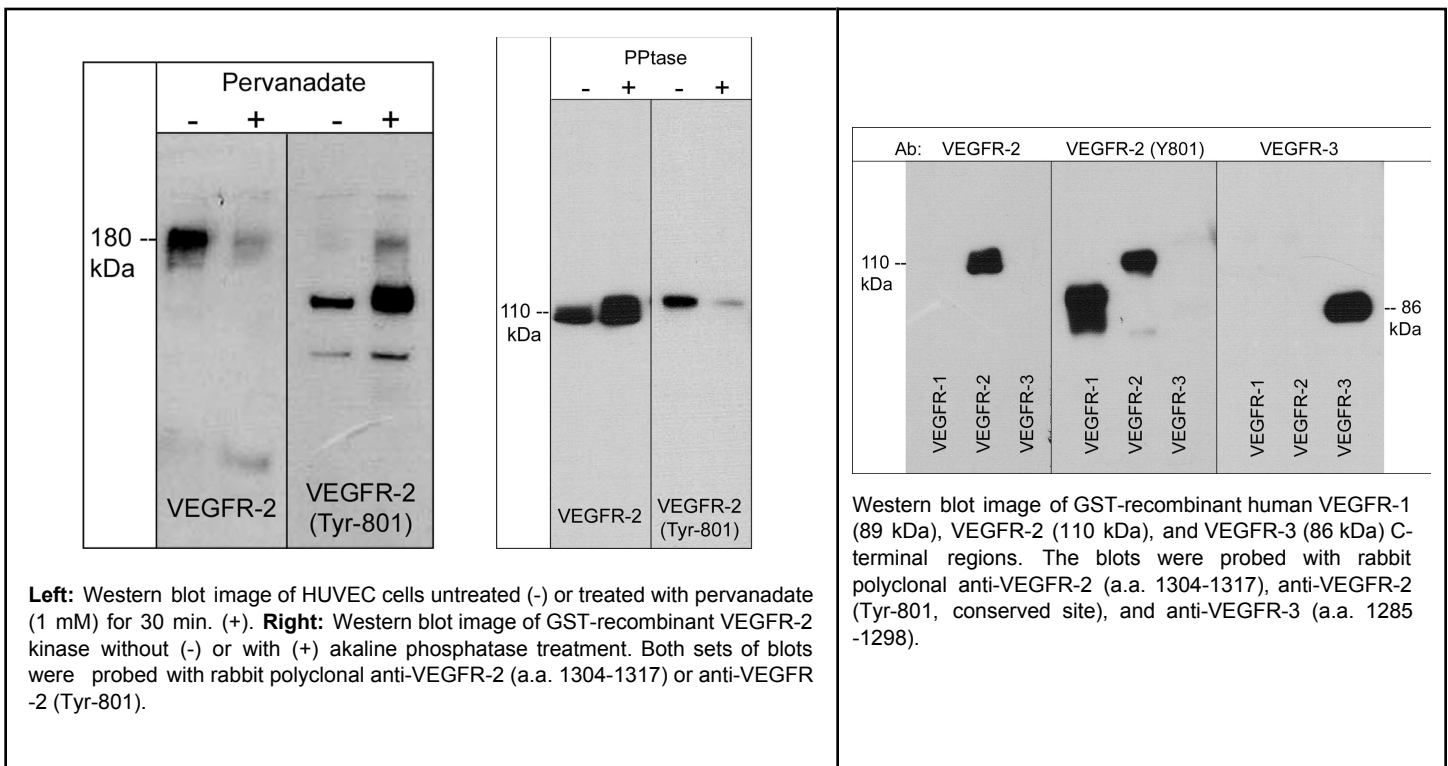 Pervanadate
- + - +
180 --
kDa
VEGFR-2
VEGFR-2
(Tyr-801)
PPtase
- + - +
110 --
kDa
VEGFR-2
VEGFR-2
(Tyr-801)
Left: Western blot image of HUVEC cells untreated (-) or treated with pervanadate
(1 mM) for 30 min. (+). Right: Western blot image of GST-recombinant VEGFR-2
kinase without (-) or with (+) akaline phosphatase treatment. Both sets of blots
were probed with rabbit polyclonal anti-VEGFR-2 (a.a. 1304-1317) or anti-VEGFR
-2 (Tyr-801).
Ab: VEGFR-2 VEGFR-2 (Y801) VEGFR-3
110 --
kDa
-- 86
kDa
VEGFR-1
VEGFR-2
VEGFR-3
VEGFR-1
VEGFR-2
VEGFR-3
VEGFR-1
VEGFR-2
VEGFR-3
Western blot image of GST-recombinant human VEGFR-1
(89 kDa), VEGFR-2 (110 kDa), and VEGFR-3 (86 kDa) C-
terminal regions. The blots were probed with rabbit
polyclonal anti-VEGFR-2 (a.a. 1304-1317), anti-VEGFR-2
(Tyr-801, conserved site), and anti-VEGFR-3 (a.a. 1285
-1298).